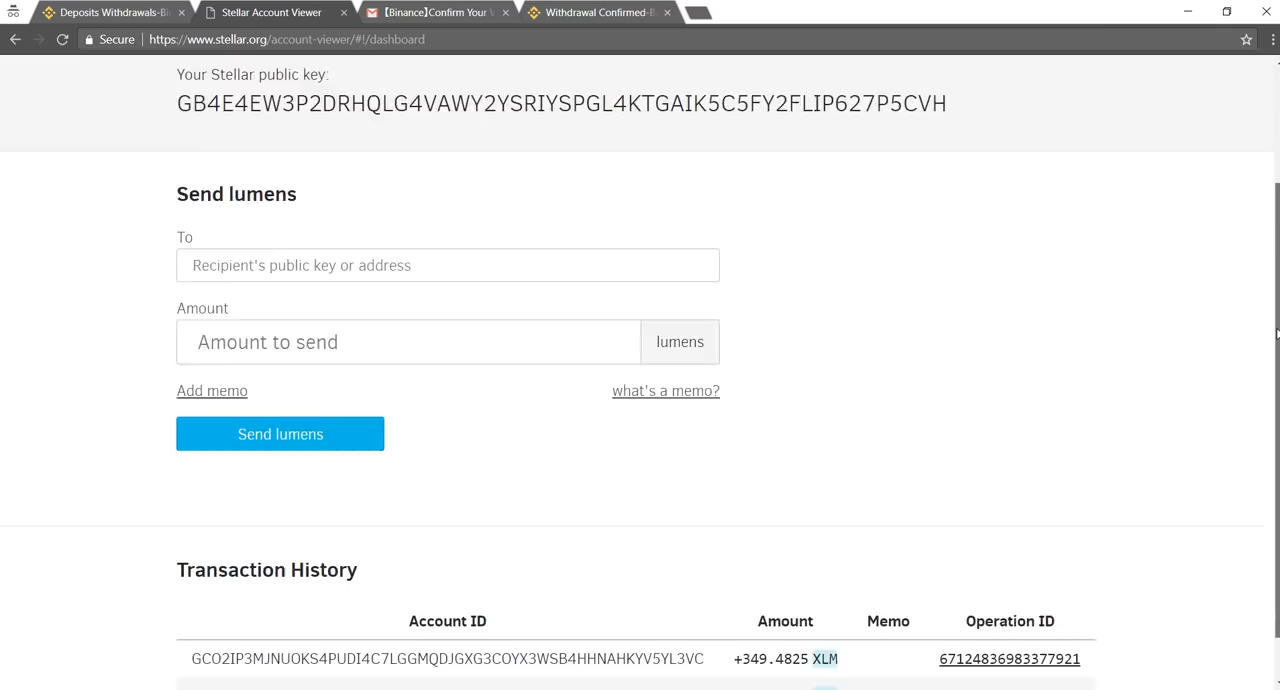 Deposits Withdrawals-Bi
Stellar Account Viewer
【Binance】Confirm Your
Withdrawal Confirmed-B
Secure
https://www.stellar.org/account-viewer/#!/dashboard
Your Stellar public key:
GB4E4EW3P2DRHQLG4VAWY2YSRIYSPGL4KTGAIK5C5FY2FLIP627P5CVH
Send lumens
To
Recipient's public key or address
Amount
Amount to send lumens
Add memo what's a memo?
Send lumens
Transaction History
Account ID Amount Memo Operation ID
GCO2IP3MJNUOKS4PUDI4C7LGGMQDJGXG3COYX3WSB4HHNAHKYV5YL3VC +349.4825 XLM 67124836983377921